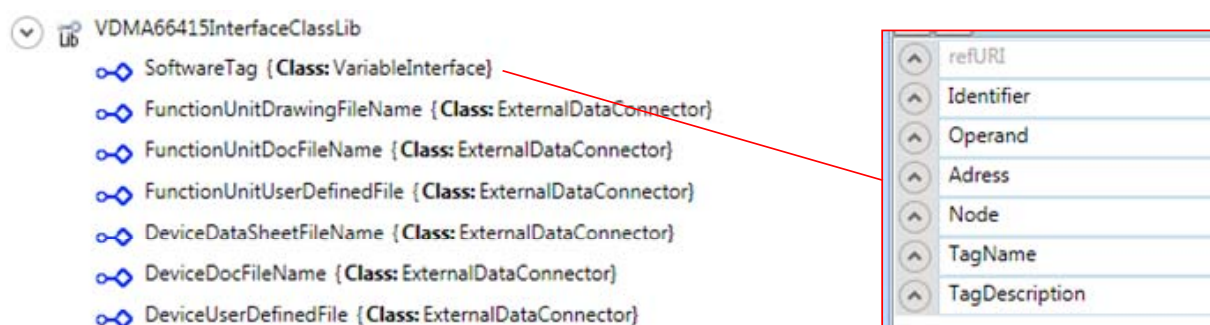 VDMA66415InterfaceClassLib
Lib
SoftwareTag {Class: VariableInterface}
FunctionUnitDrawingFileName {Class: ExternalDataConnector}
FunctionUnitDocFileName {Class: ExternalDataConnector}
FunctionUnitUserDefinedFile {Class: ExternalDataConnector}
DeviceDataSheetFileName {Class: ExternalDataConnector}
DeviceDocFileName {Class: ExternalDataConnector}
DeviceUserDefinedFile {Class: ExternalDataConnector}
refURI
Identifier
Operand
Adress
Node
TagName
TagDescription